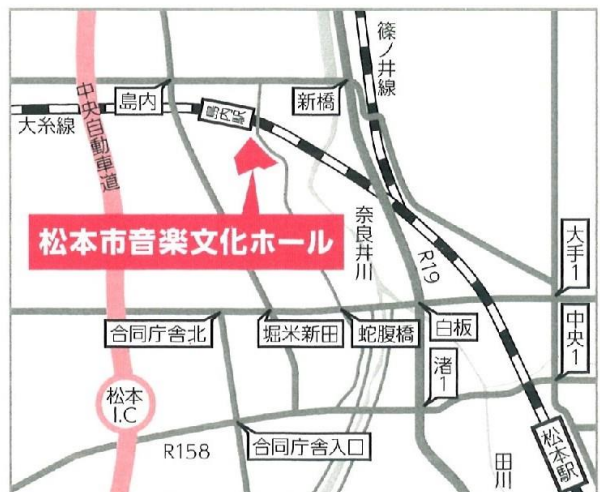 篠ノ井線
中央自動車道
島内
島内駅
新橋
大糸線
松本市音楽文化ホール
奈良井川
R19
大手1
合同庁舎北
堀米新田
蛇腹橋
白板
中央1
渚1
松本
I.C
R158
合同庁舎入口
田川
松本駅